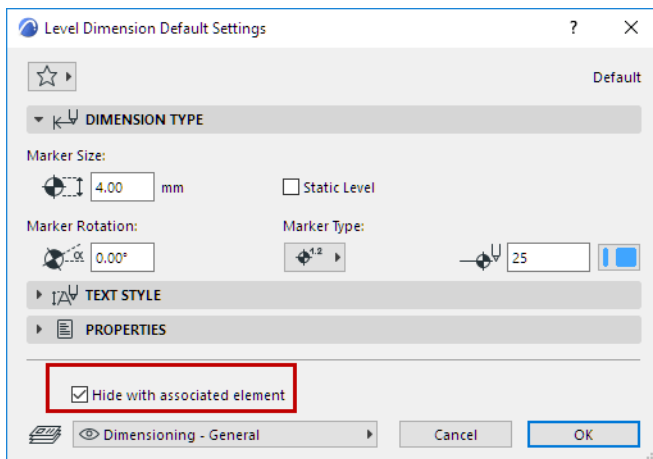 Level Dimension Default Settings
?
Default
DIMENSION TYPE
Marker Size:
4.00 mm
Static Level
Marker Rotation:
Marker Type:
α 0.00°
1.2
25
TEXT STYLE
PROPERTIES
Hide with associated element
Dimensioning - General
Cancel
OK